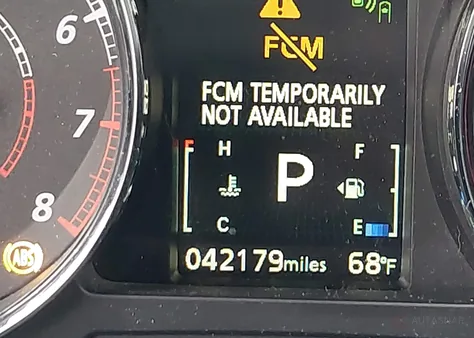 6
FCM
FCM TEMPORARILY
NOT AVAILABLE
7
H
F
P
8
C
E
ABS
042179miles 68°F